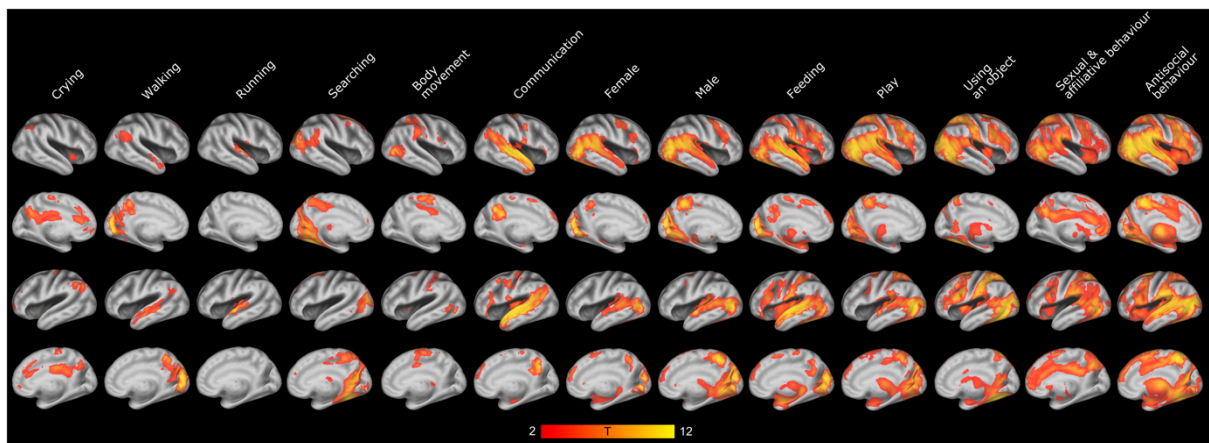 Crying
Walking
Running
Searching
Body
movement
Communication
Female
Male
Feeding
Play
Using
an object
Sexual &
affiliative behaviour
Antisocial
behaviour
2 T 12